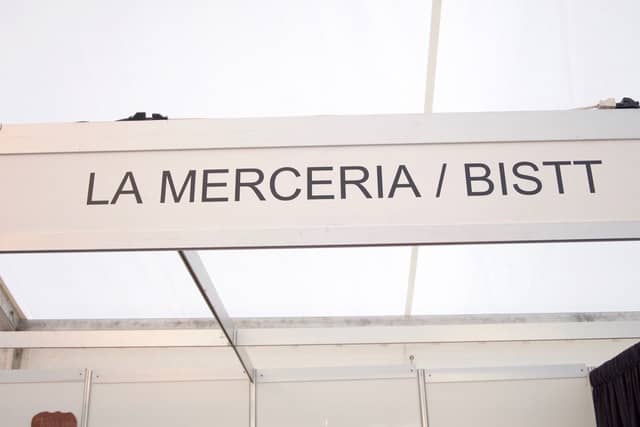 LA MERCERIA / BISTT